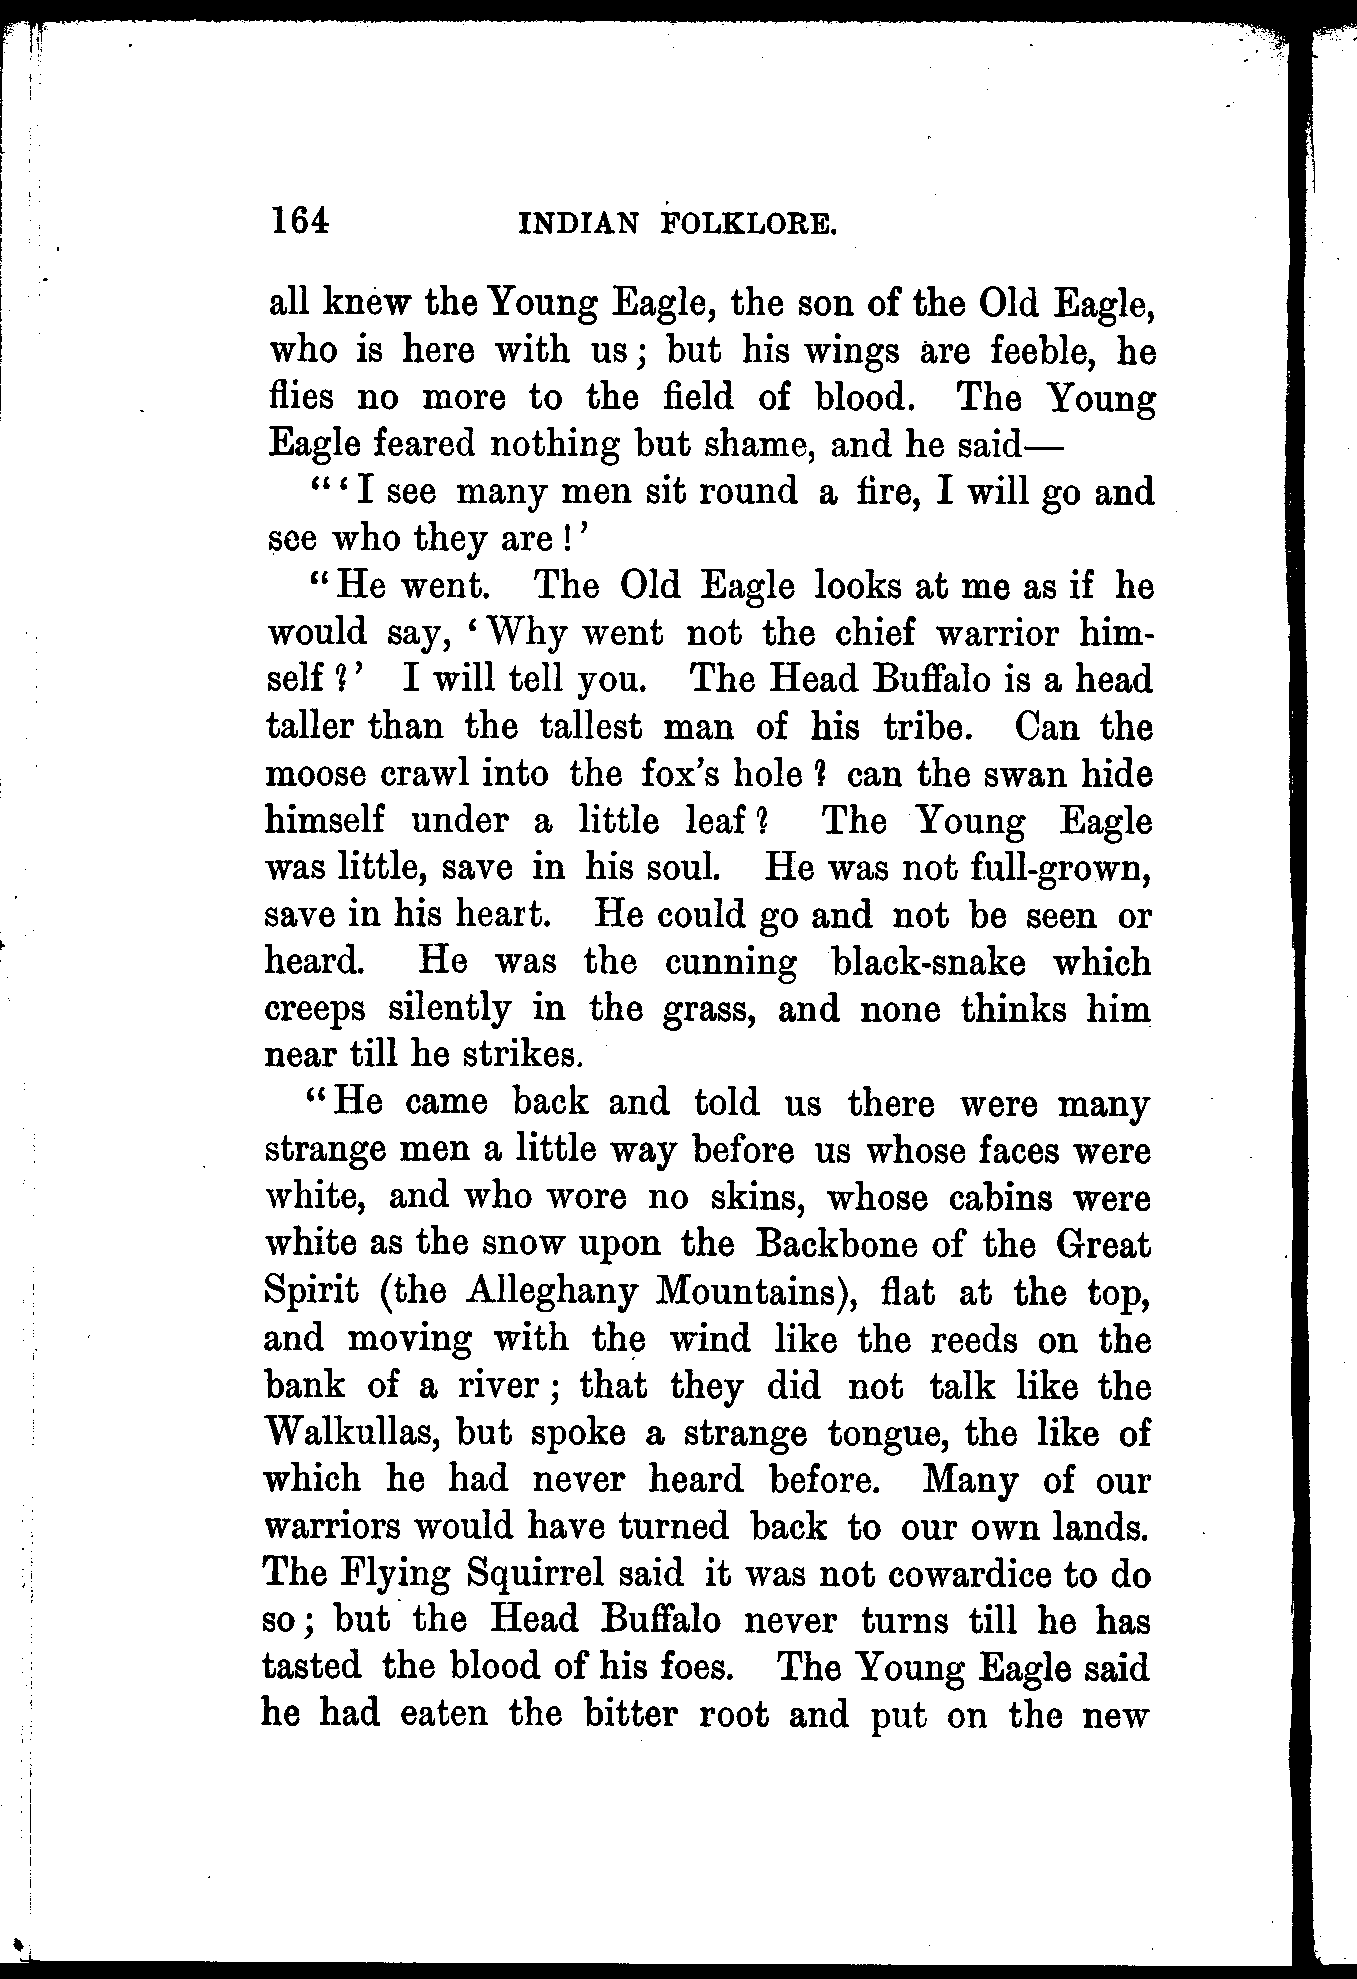 164 INDIAN FOLKLORE.
all knew the Young Eagle, the son of the Old Eagle,
who is here with us; but his wings are feeble, he
flies no more to the field of blood. The Young
Eagle feared nothing but shame, and he said—
"'I see many men sit round a fire, I will go and
see who they are!'
"He went. The Old Eagle looks at me as if he
would say, 'Why went not the chief warrior him-
self?' I will tell you. The Head Buffalo is a head
taller than the tallest man of his tribe. Can the
moose crawl into the fox's hole? can the swan hide
himself under a little leaf? The Young Eagle
was little, save in his soul. He was not full-grown,
save in his heart. He could go and not be seen or
heard. He was the cunning black-snake which
creeps silently in the grass, and none thinks him
near till he strikes.
"He came back and told us there were many
strange men a little way before us whose faces were
white, and who wore no skins, whose cabins were
white as the snow upon the Backbone of the Great
Spirit (the Alleghany Mountains), flat at the top,
and moving with the wind like the reeds on the
bank of a river; that they did not talk like the
Walkullas, but spoke a strange tongue, the like of
which he had never heard before. Many of our
warriors would have turned back to our own lands.
The Flying Squirrel said it was not cowardice to do
so; but the Head Buffalo never turns till he has
tasted the blood of his foes. The Young Eagle said
he had eaten the bitter root and put on the new